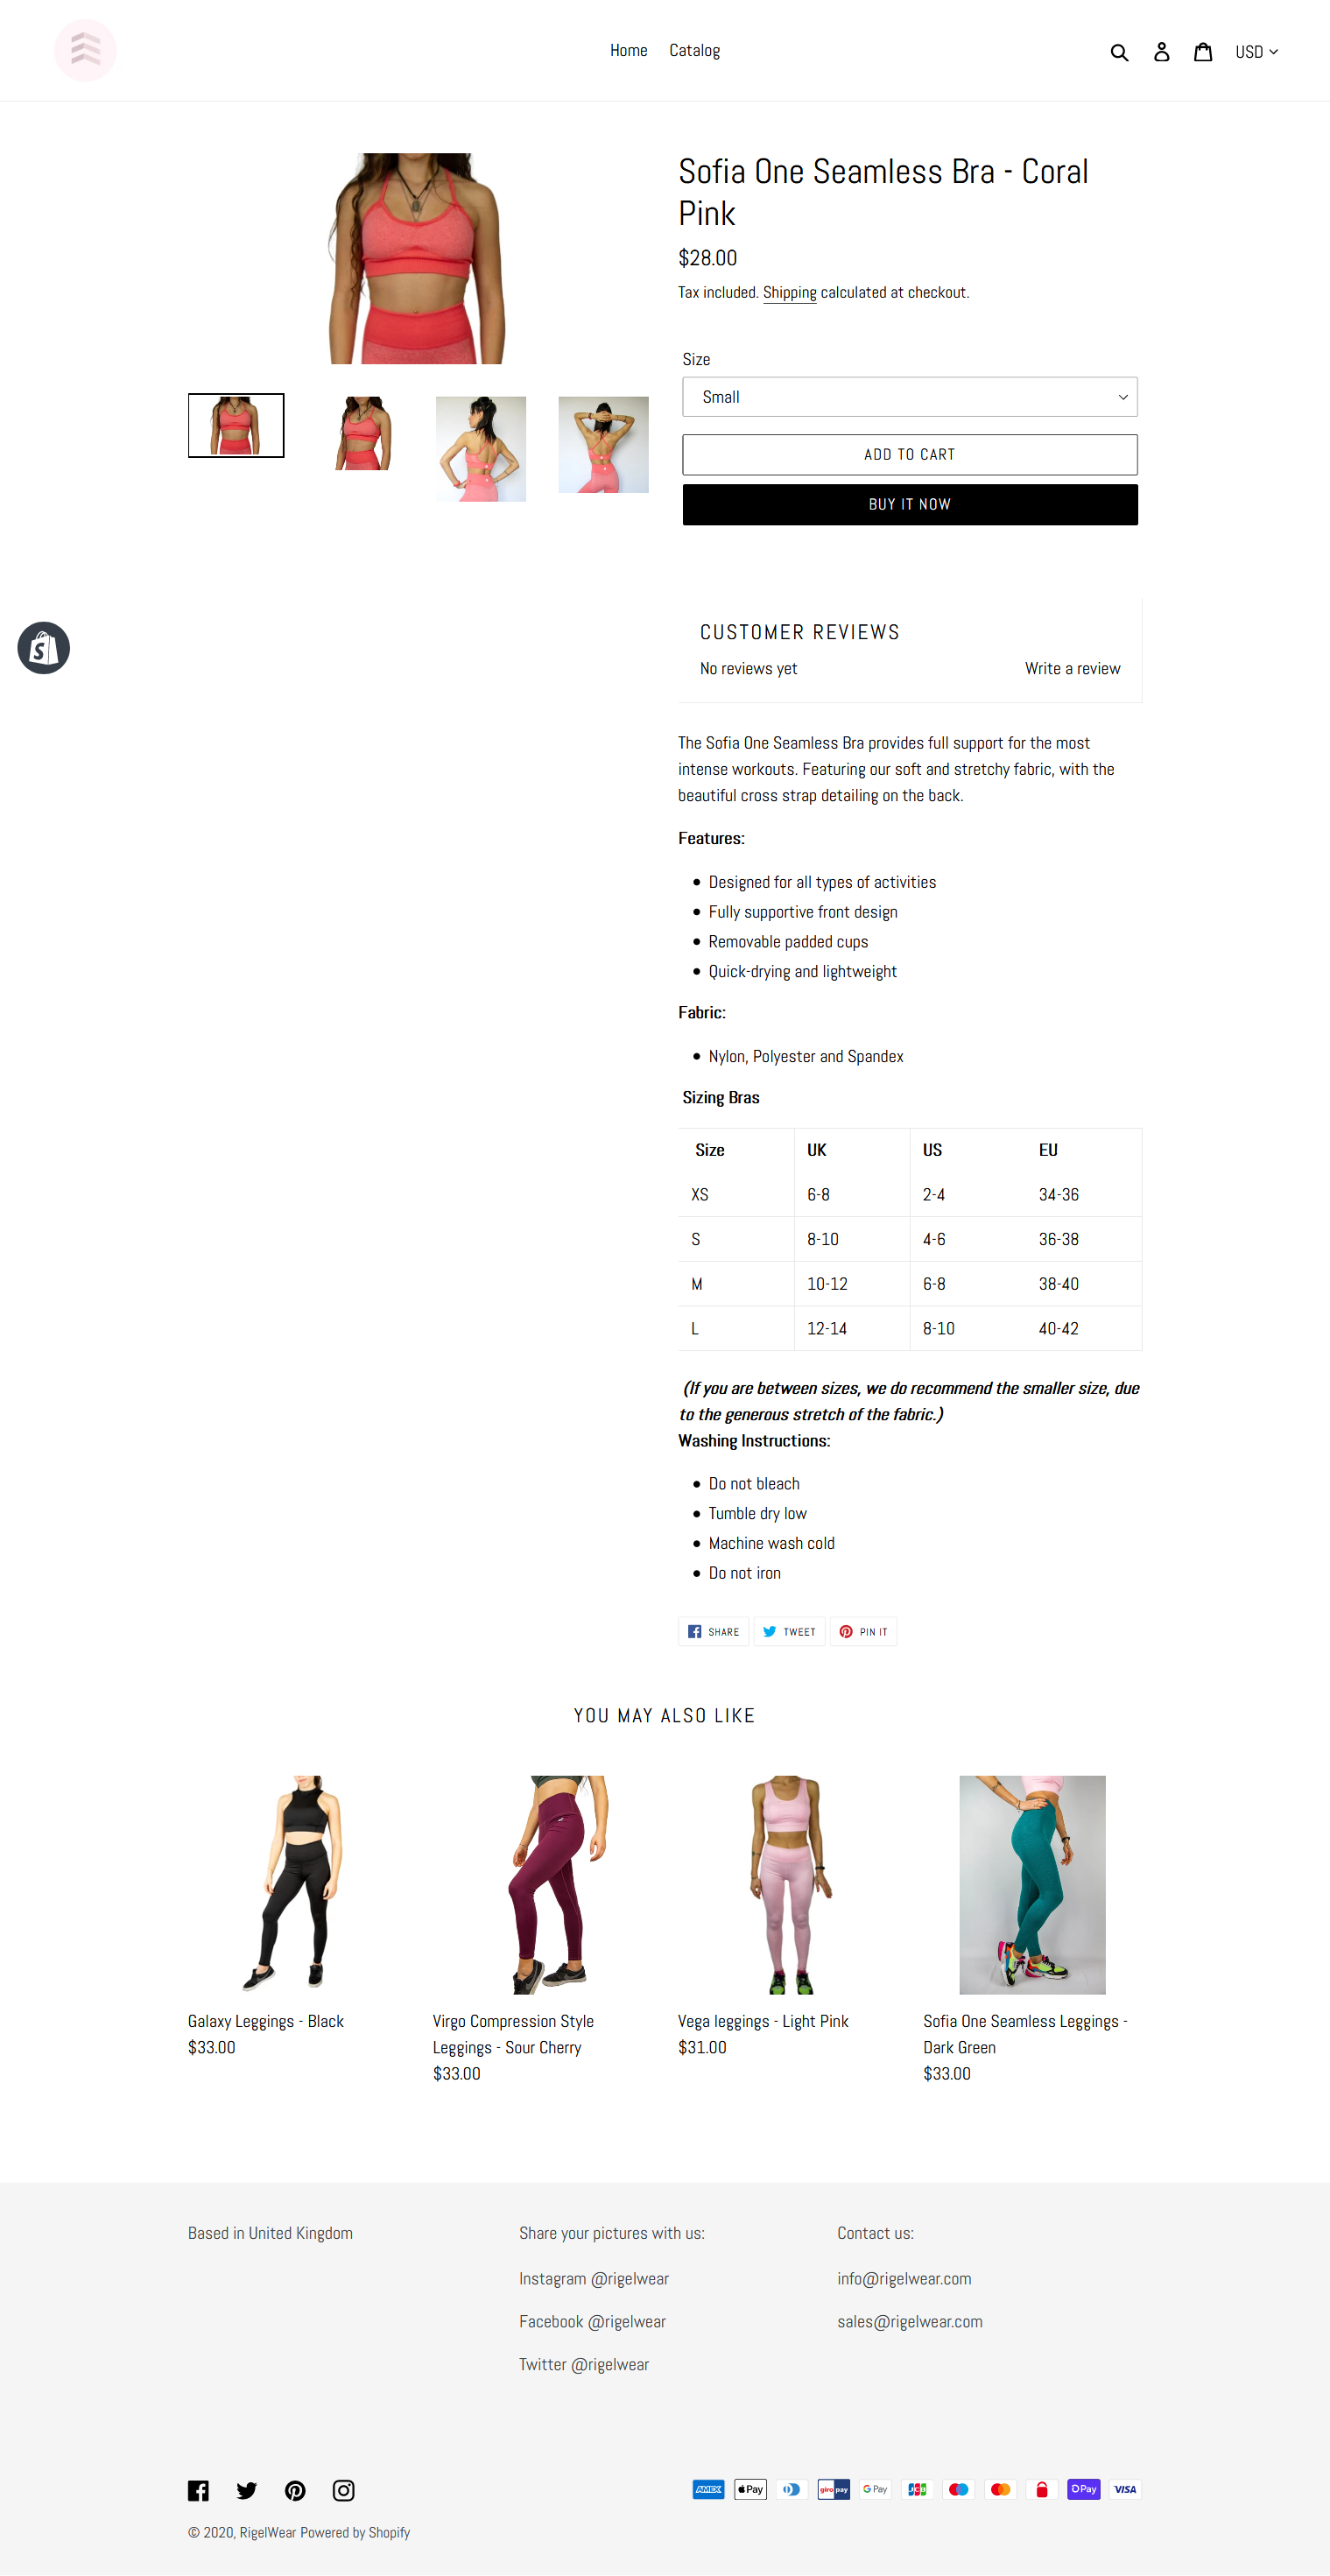 Home Catalog
USD
Sofia One Seamless Bra - Coral
Pink
$28.00
Tax included. Shipping calculated at checkout.
Size
Small
ADD TO CART
BUY IT NOW
CUSTOMER REVIEWS
No reviews yet Write a review
The Sofia One Seamless Bra provides full support for the most
intense workouts. Featuring our soft and stretchy fabric, with the
beautiful cross strap detailing on the back.
Features:
Designed for all types of activities
Fully supportive front design
Removable padded cups
Quick-drying and lightweight
Fabric:
Nylon, Polyester and Spandex
Sizing Bras
Size UK US EU
XS 6-8 2-4 34-36
S 8-10 4-6 36-38
M 10-12 6-8 38-40
L 12-14 8-10 40-42
(If you are between sizes, we do recommend the smaller size, due
to the generous stretch of the fabric.)
Washing Instructions:
Do not bleach
Tumble dry low
Machine wash cold
Do not iron
SHARE TWEET PIN IT
YOU MAY ALSO LIKE
Galaxy Leggings - Black
$33.00
Virgo Compression Style
Leggings - Sour Cherry
$33.00
Vega leggings - Light Pink
$31.00
Sofia One Seamless Leggings -
Dark Green
$33.00
Based in United Kingdom
Share your pictures with us:
Instagram @rigelwear
Facebook @rigelwear
Twitter @rigelwear
Contact us:
info@rigelwear.com
sales@rigelwear.com
AMEX Pay giro pay G Pay JCB Pay VISA
© 2020, RigelWear Powered by Shopify